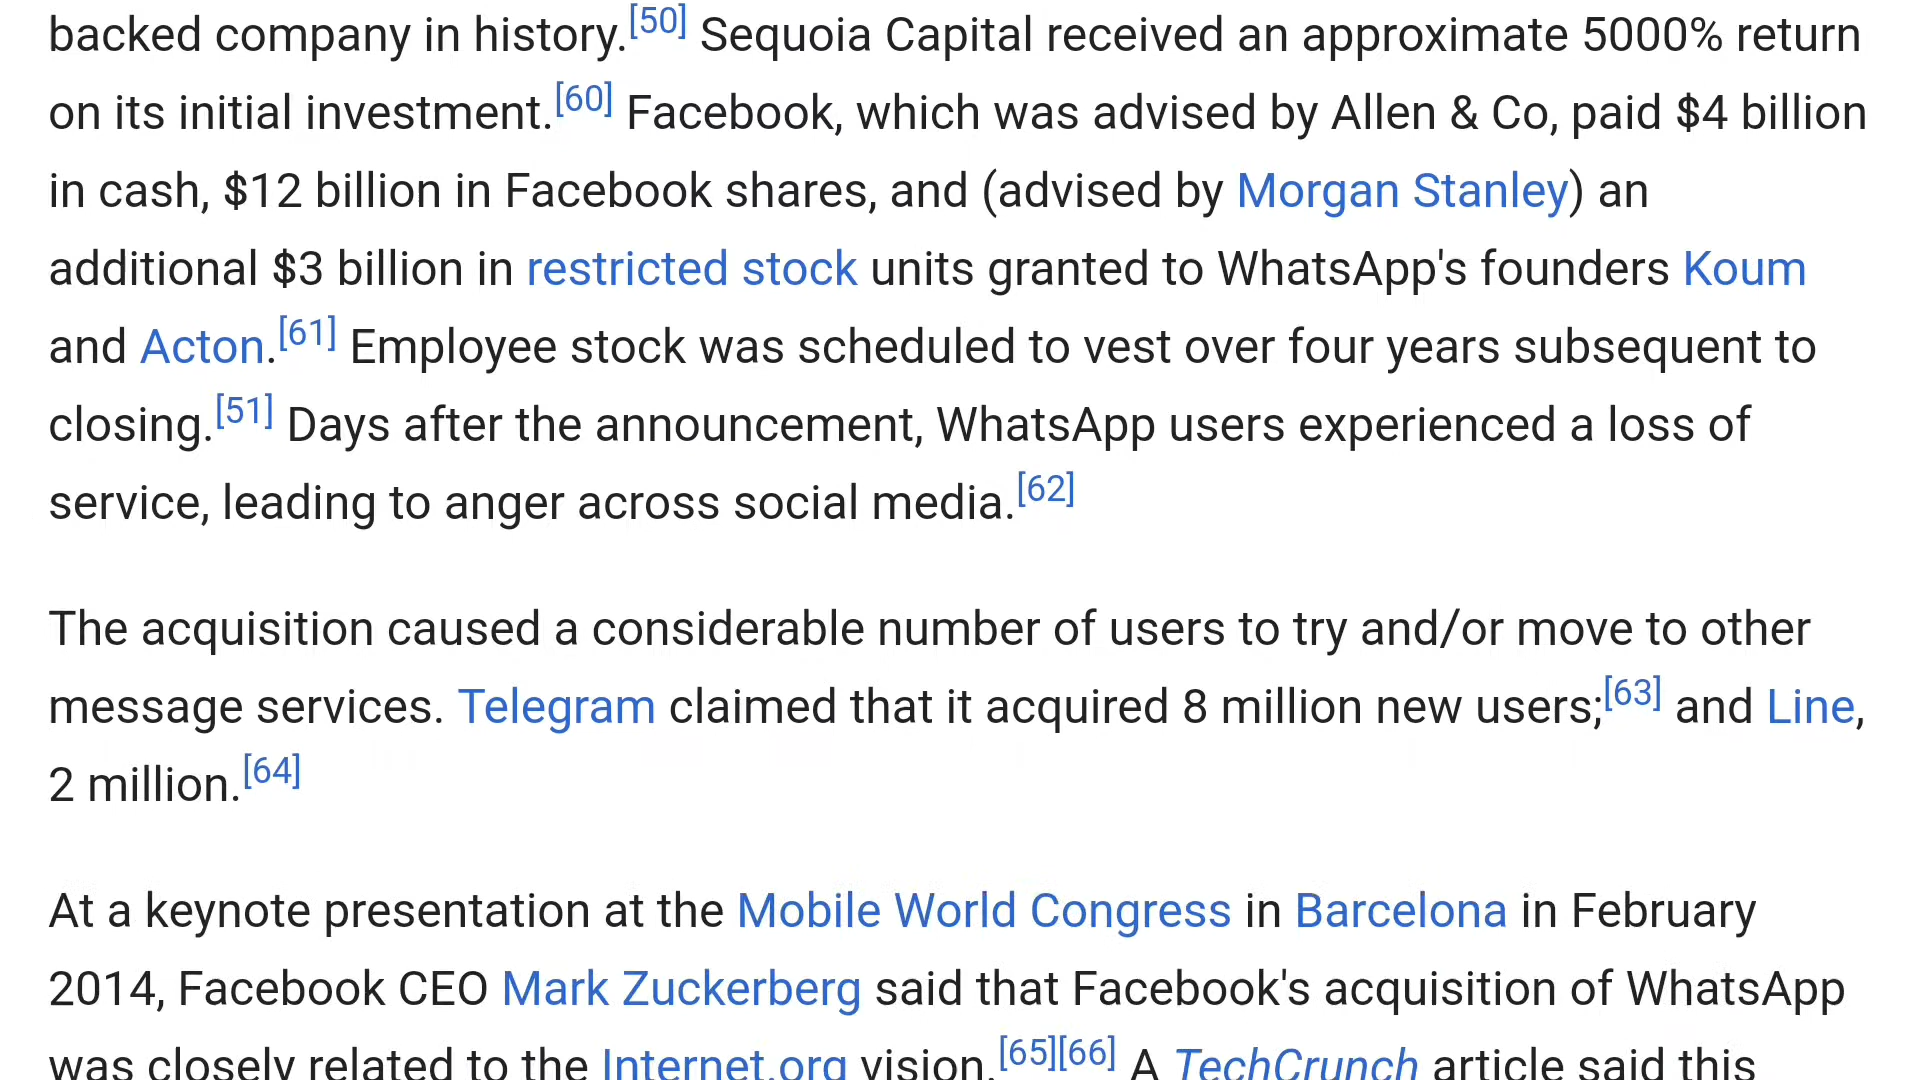 backed company in history.[50] Sequoia Capital received an approximate 5000% return
on its initial investment.[60] Facebook, which was advised by Allen & Co, paid $4 billion
in cash, $12 billion in Facebook shares, and (advised by Morgan Stanley) an
additional $3 billion in restricted stock units granted to WhatsApp's founders Koum
and Acton.[61] Employee stock was scheduled to vest over four years subsequent to
closing.[51] Days after the announcement, WhatsApp users experienced a loss of
service, leading to anger across social media.[62]
The acquisition caused a considerable number of users to try and/or move to other
message services. Telegram claimed that it acquired 8 million new users;[63] and Line,
2 million.[64]
At a keynote presentation at the Mobile World Congress in Barcelona in February
2014, Facebook CEO Mark Zuckerberg said that Facebook's acquisition of WhatsApp
was closely related to the Internet.org vision.[65][66] A TechCrunch article said this